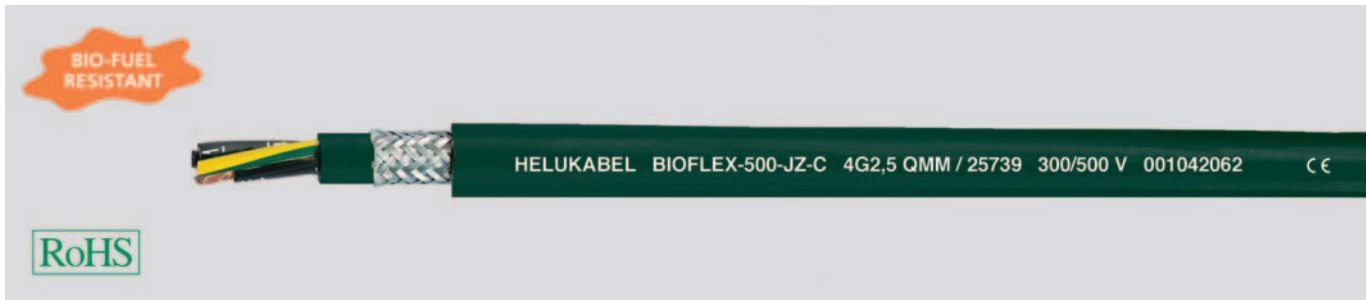 BIO-FUEL
RESISTANT
HELUKABEL BIOFLEX-500-JZ-C 4G2,5 QMM / 25739 300/500 V 001042062 CE
RoHS